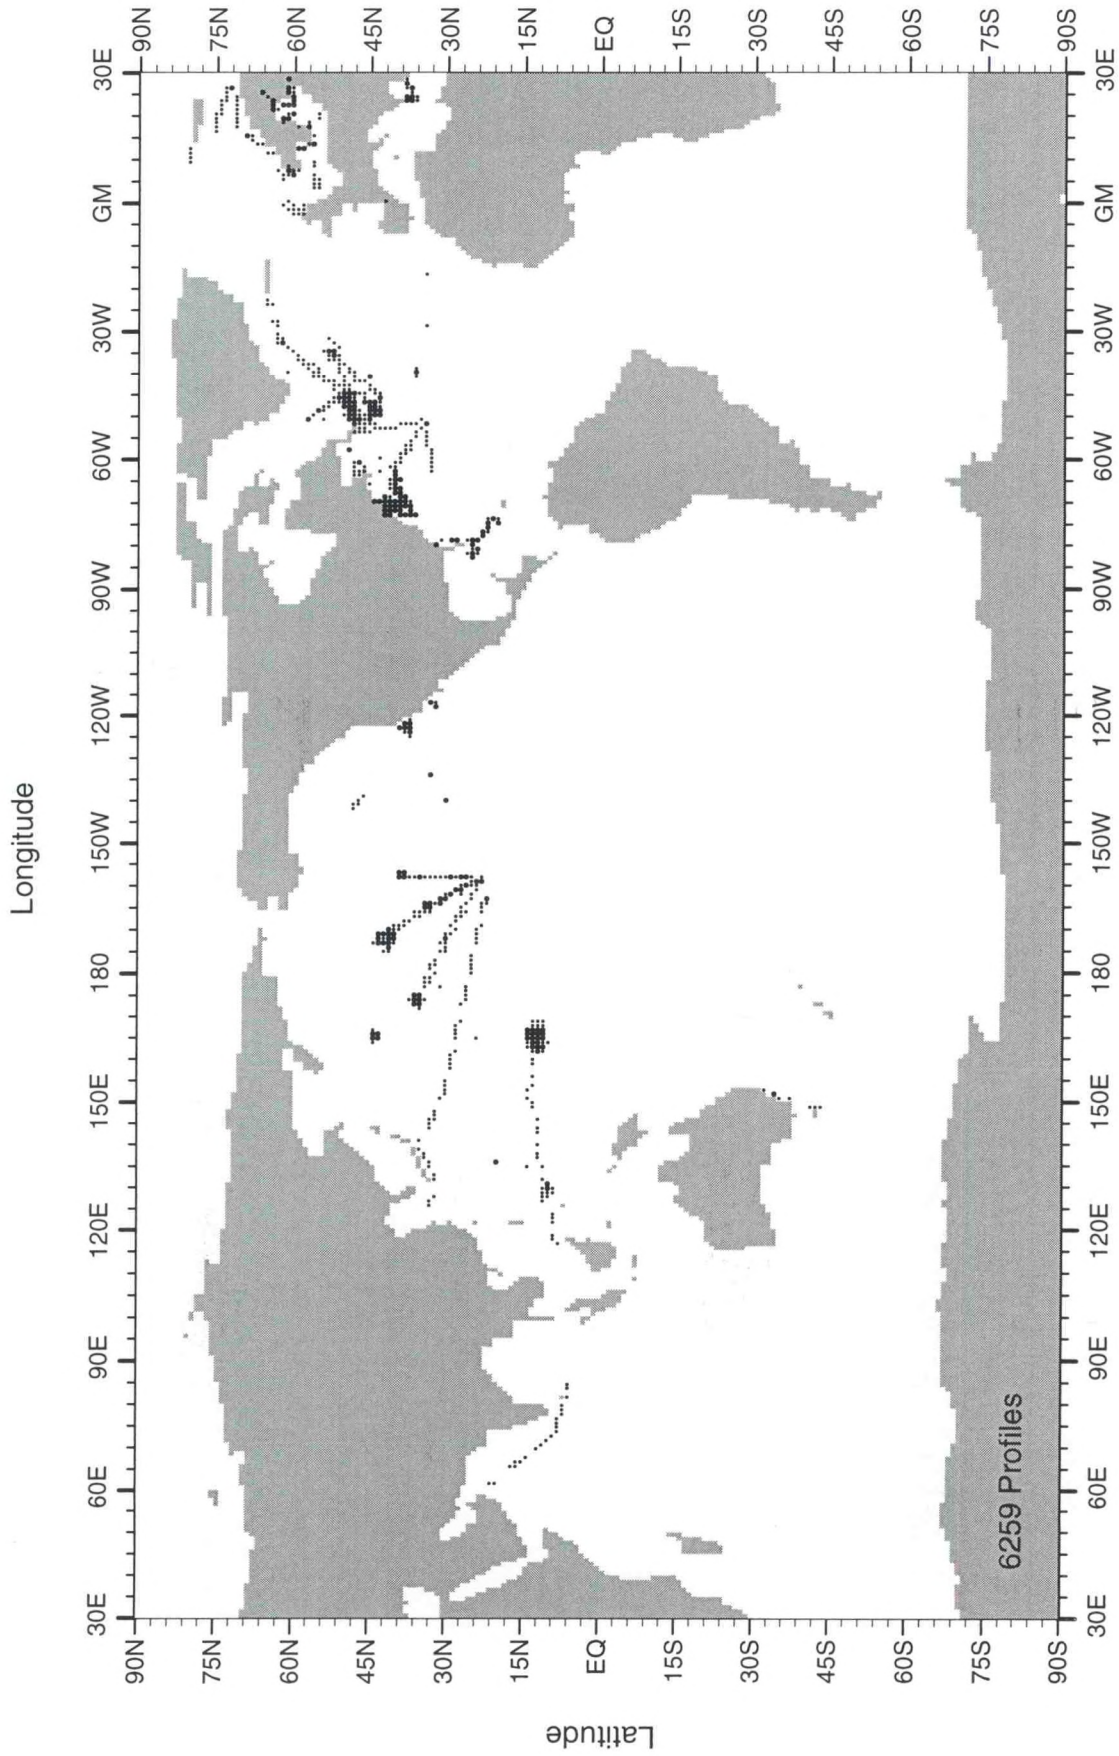 Longitude
30E 60E 90E 120E 150E 180 150W 120W 90W 60W 30W GM 30E
90N
75N
60N
45N
30N
15N
EQ
15S
30S
45S
60S
75S
90S
Latitude
90N
75N
60N
45N
30N
15N
EQ
15S
30S
45S
60S
75S
90S
6259 Profiles
30E 60E 90E 120E 150E 180 150W 120W 90W 60W 30W GM 30E